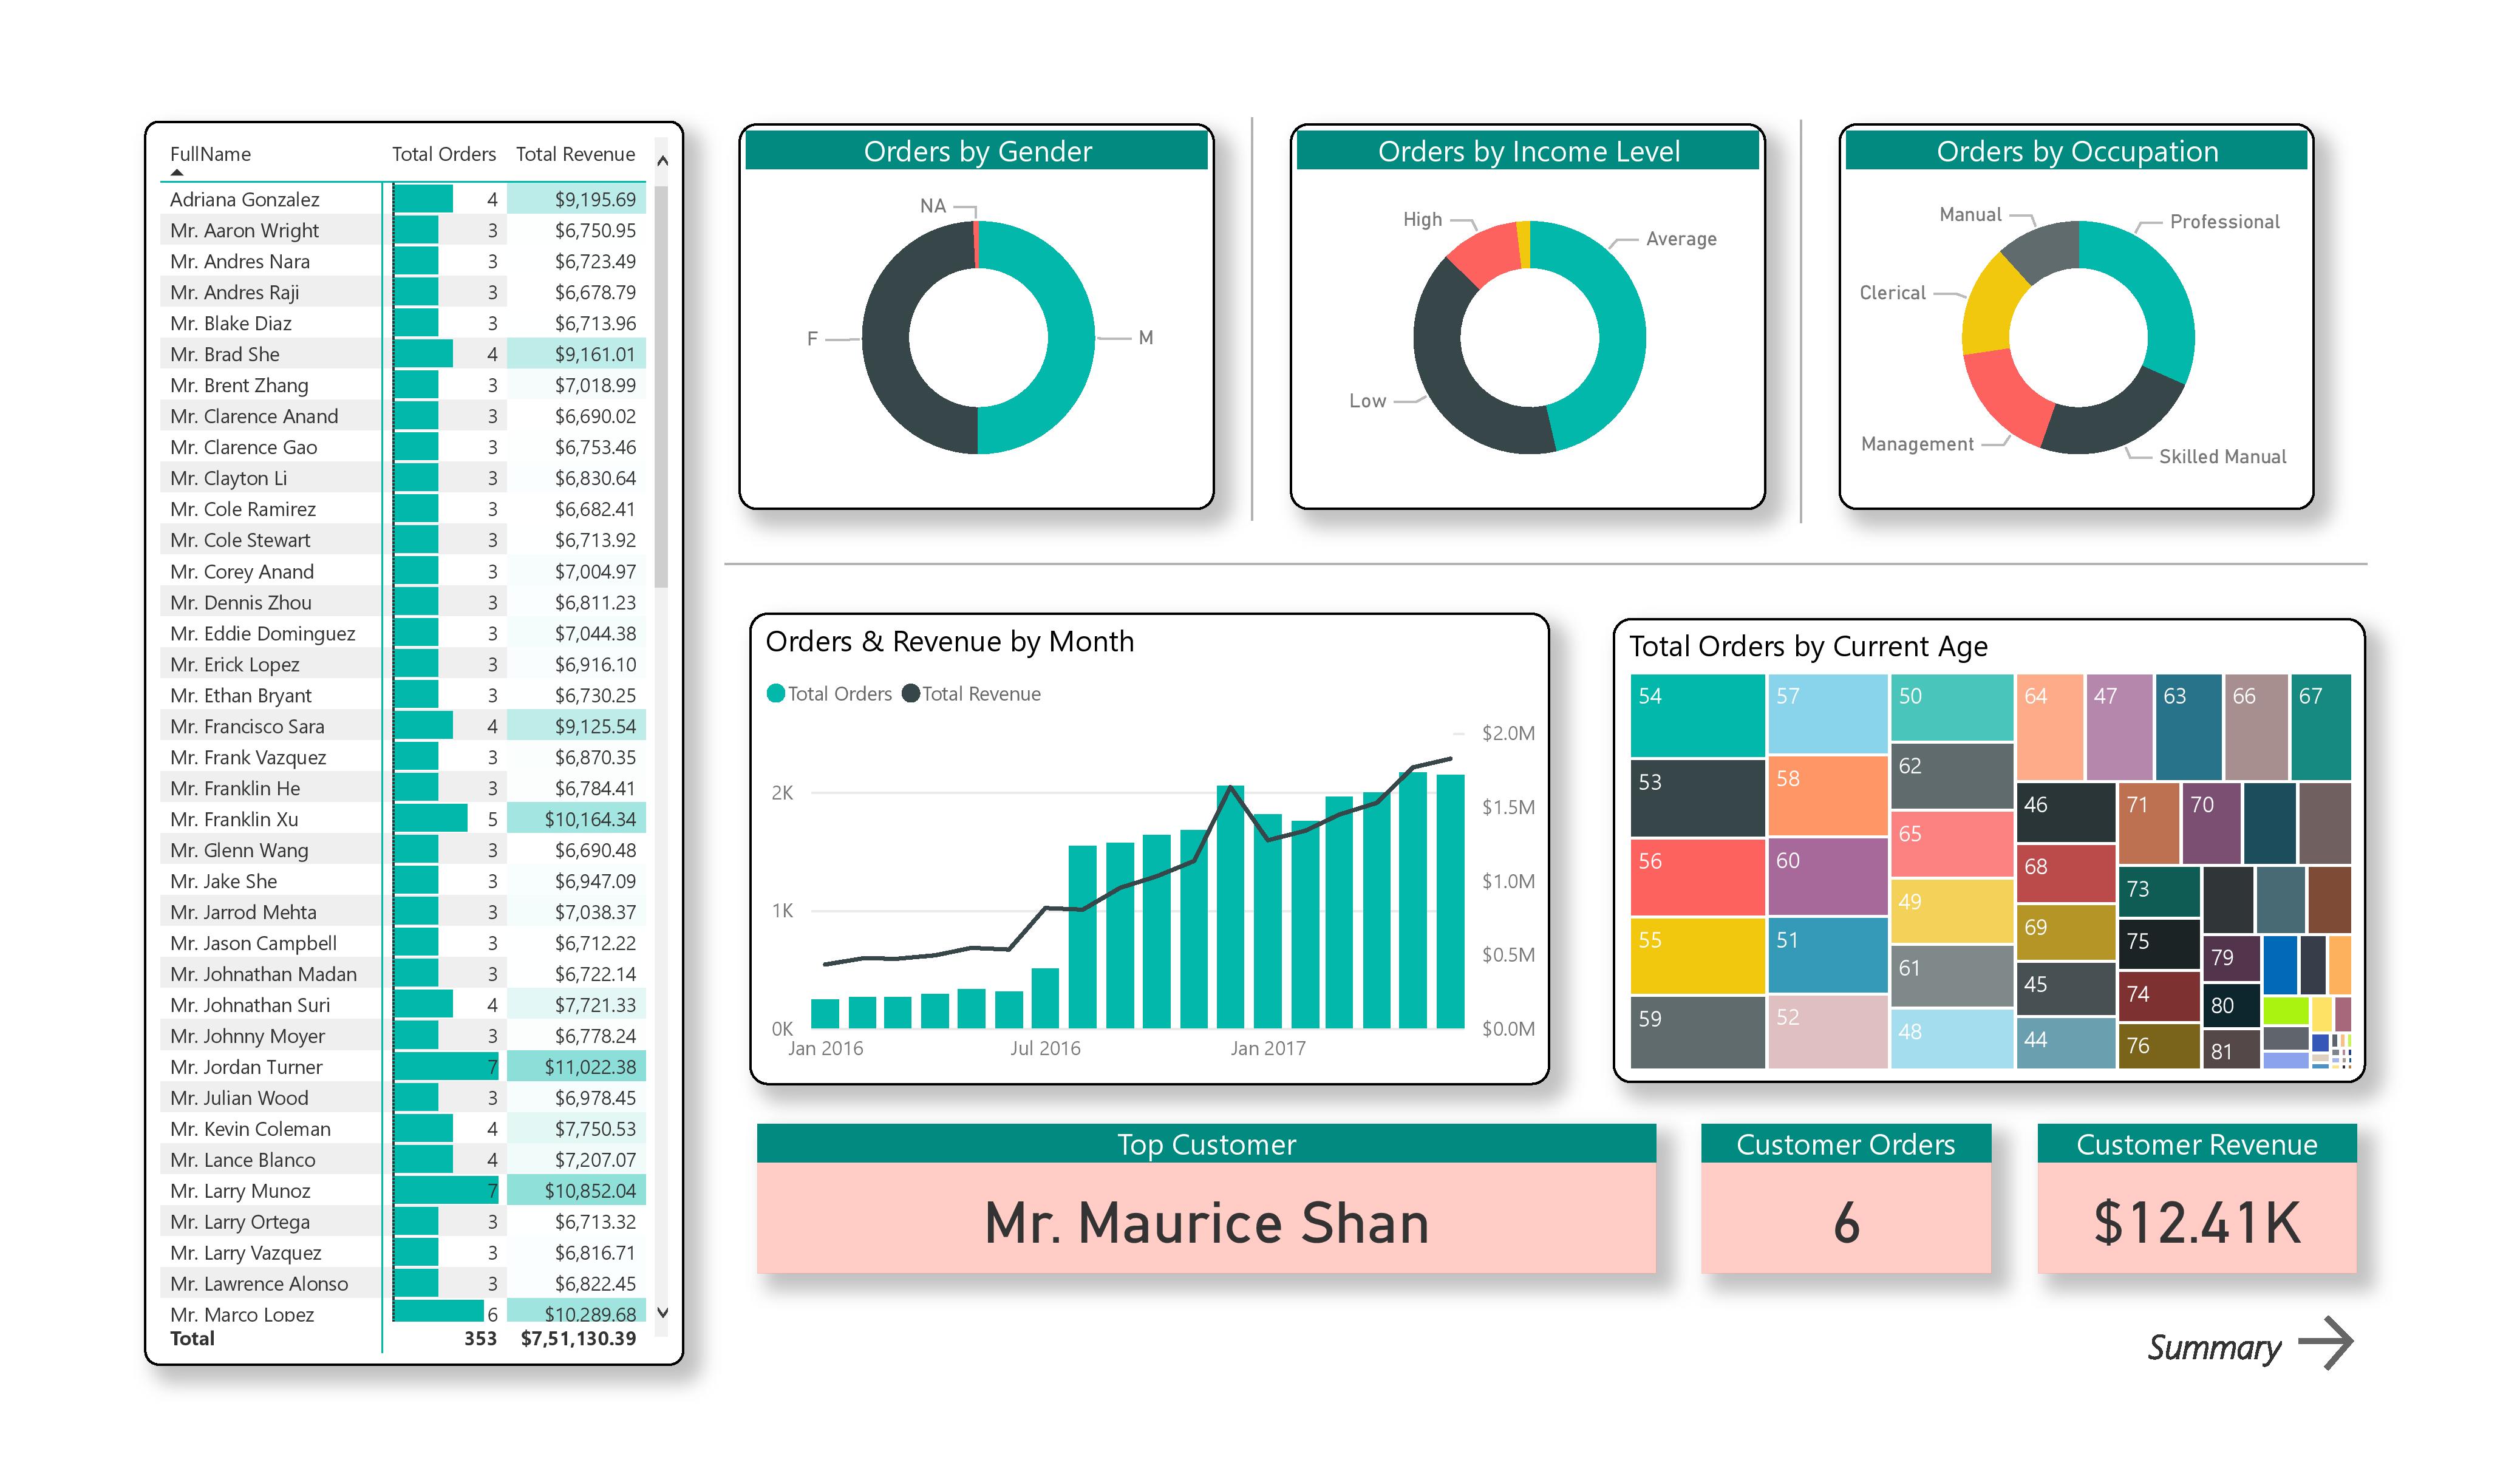 FullName Total Orders Total Revenue
Adriana Gonzalez 4 $9,195.69
Mr. Aaron Wright 3 $6,750.95
Mr. Andres Nara 3 $6,723.49
Mr. Andres Raji 3 $6,678.79
Mr. Blake Diaz 3 $6,713.96
Mr. Brad She 4 $9,161.01
Mr. Brent Zhang 3 $7,018.99
Mr. Clarence Anand 3 $6,690.02
Mr. Clarence Gao 3 $6,753.46
Mr. Clayton Li 3 $6,830.64
Mr. Cole Ramirez 3 $6,682.41
Mr. Cole Stewart 3 $6,713.92
Mr. Corey Anand 3 $7,004.97
Mr. Dennis Zhou 3 $6,811.23
Mr. Eddie Dominguez 3 $7,044.38
Mr. Erick Lopez 3 $6,916.10
Mr. Ethan Bryant 3 $6,730.25
Mr. Francisco Sara 4 $9,125.54
Mr. Frank Vazquez 3 $6,870.35
Mr. Franklin He 3 $6,784.41
Mr. Franklin Xu 5 $10,164.34
Mr. Glenn Wang 3 $6,690.48
Mr. Jake She 3 $6,947.09
Mr. Jarrod Mehta 3 $7,038.37
Mr. Jason Campbell 3 $6,712.22
Mr. Johnathan Madan 3 $6,722.14
Mr. Johnathan Suri 4 $7,721.33
Mr. Johnny Moyer 3 $6,778.24
Mr. Jordan Turner 7 $11,022.38
Mr. Julian Wood 3 $6,978.45
Mr. Kevin Coleman 4 $7,750.53
Mr. Lance Blanco 4 $7,207.07
Mr. Larry Munoz 7 $10,852.04
Mr. Larry Ortega 3 $6,713.32
Mr. Larry Vazquez 3 $6,816.71
Mr. Lawrence Alonso 3 $6,822.45
Mr. Marco Lopez 6 $10,289.68
Total 353 $7,51,130.39
Orders by Gender
NA
F
M
Orders by Income Level
High
Average
Low
Orders by Occupation
Manual
Professional
Clerical
Management
Skilled Manual
Orders & Revenue by Month
Total Orders Total Revenue
$2.0M
2K
$1.5M
$1.0M
1K
$0.5M
0K
$0.0M
Jan 2016 Jul 2016 Jan 2017
Total Orders by Current Age
54
53
56
55
59
57
58
60
51
52
50
62
65
49
61
48
64
47
63
66
67
46
68
69
45
44
71
70
73
75
74
76
79
80
81
Top Customer
Mr. Maurice Shan
Customer Orders
6
Customer Revenue
$12.41K
Summary